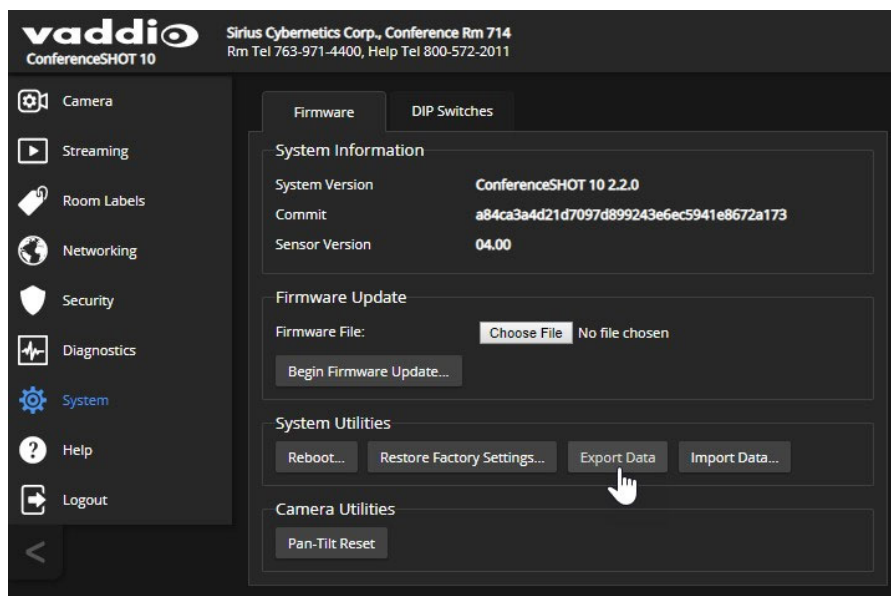 vaddio
ConferenceSHOT 10
Sirius Cybernetics Corp., Conference Rm 714
Rm Tel 763-971-4400, Help Tel 800-572-2011
Camera
Streaming
Room Labels
Networking
Security
Diagnostics
System
Help
Logout
<
Firmware
DIP Switches
System Information
System Version ConferenceSHOT 10 2.2.0
Commit a84ca3a4d21d7097d899243e6ec5941e8672a173
Sensor Version 04.00
Firmware Update
Firmware File: Choose File No file chosen
Begin Firmware Update...
System Utilities
Reboot... Restore Factory Settings... Export Data Import Data...
Camera Utilities
Pan-Tilt Reset